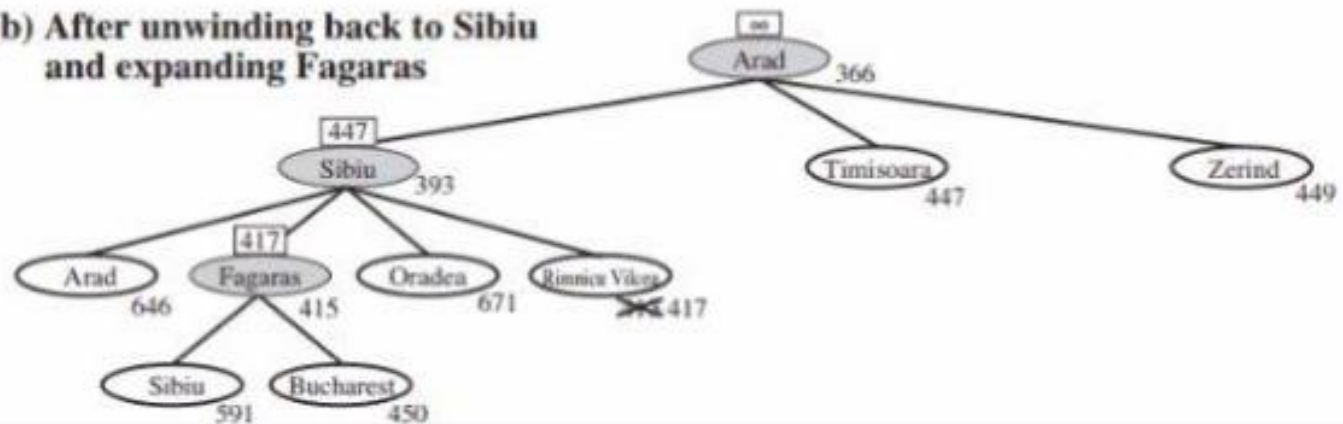 b) After unwinding back to Sibiu
and expanding Fagaras
∞
Arad
366
447
Sibiu
393
Timisoara
447
Zerind
449
Arad
646
417
Fagaras
415
Oradea
671
Rimnicu Vilcea
417
Sibiu
591
Bucharest
450